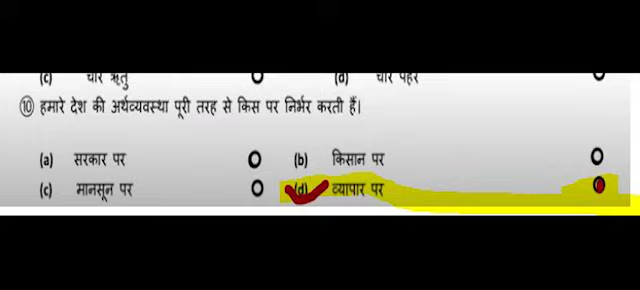 (c) चार ऋतु (d) चार पहर
⑩ हमारे देश की अर्थव्यवस्था पूरी तरह से किस पर निर्भर करती हैं।
(a) सरकार पर (b) किसान पर
(c) मानसून पर (d) व्यापार पर